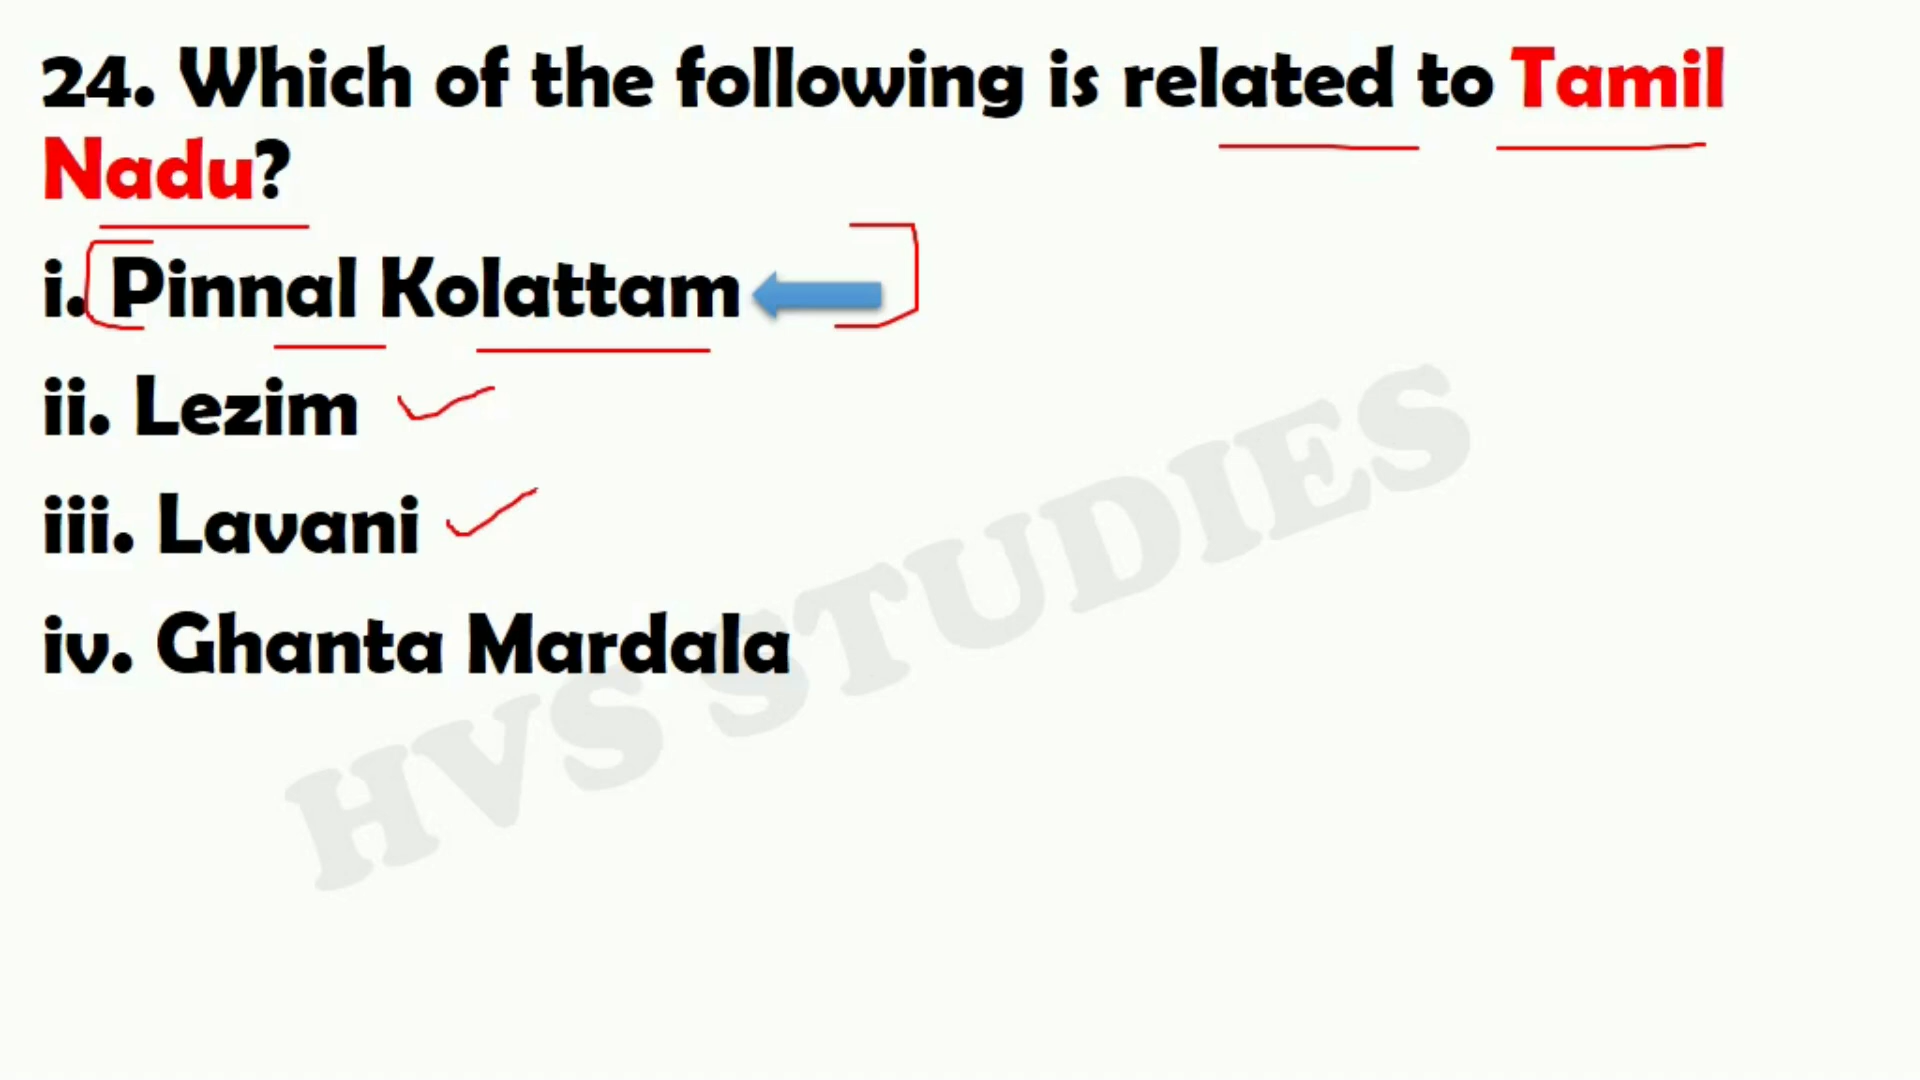 24. Which of the following is related to Tamil
Nadu?
i. Pinnal Kolattam
ii. Lezim
iii. Lavani
iv. Ghanta Mardala
HVS STUDIES